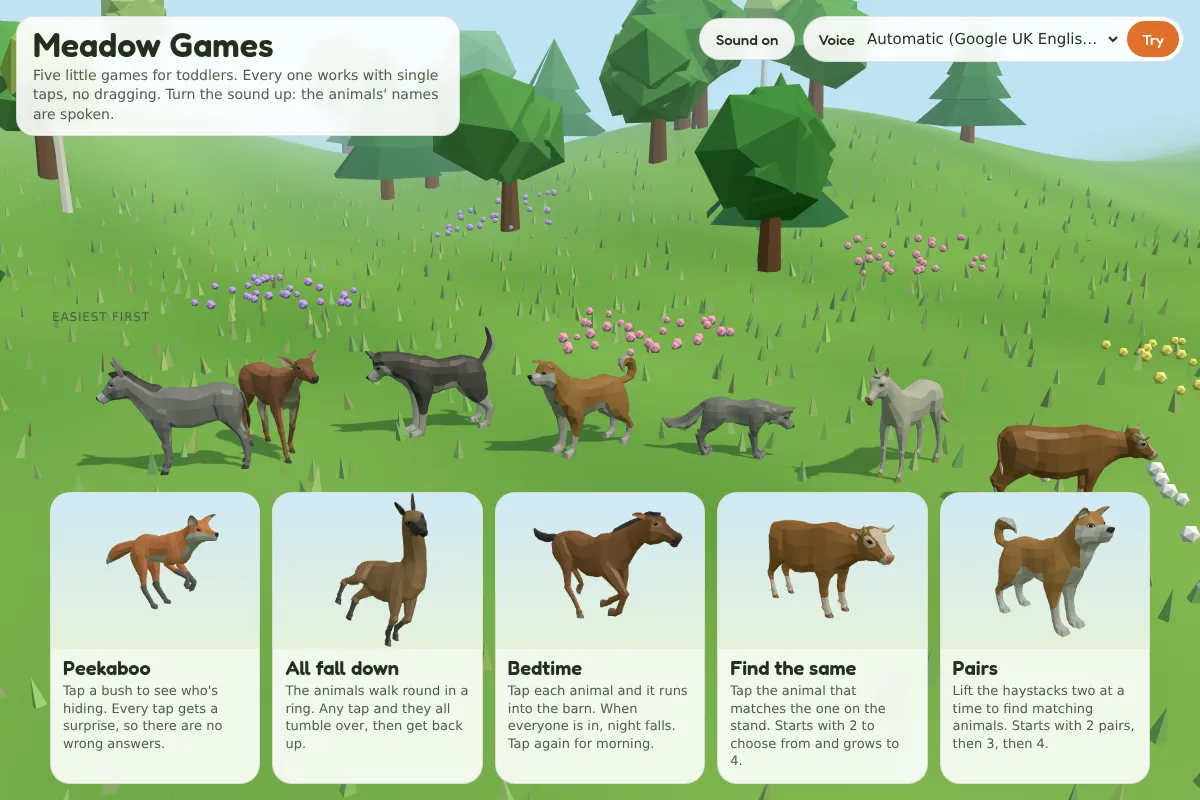 Meadow Games
Five little games for toddlers. Every one works with single
taps, no dragging. Turn the sound up: the animals' names
are spoken.
Sound on
Voice Automatic (Google UK Englis...
Try
EASIEST FIRST
Peekaboo
Tap a bush to see who's
hiding. Every tap gets a
surprise, so there are no
wrong answers.
All fall down
The animals walk round in a
ring. Any tap and they all
tumble over, then get back
up.
Bedtime
Tap each animal and it runs
into the barn. When
everyone is in, night falls.
Tap again for morning.
Find the same
Tap the animal that
matches the one on the
stand. Starts with 2 to
choose from and grows to
4.
Pairs
Lift the haystacks two at a
time to find matching
animals. Starts with 2 pairs,
then 3, then 4.